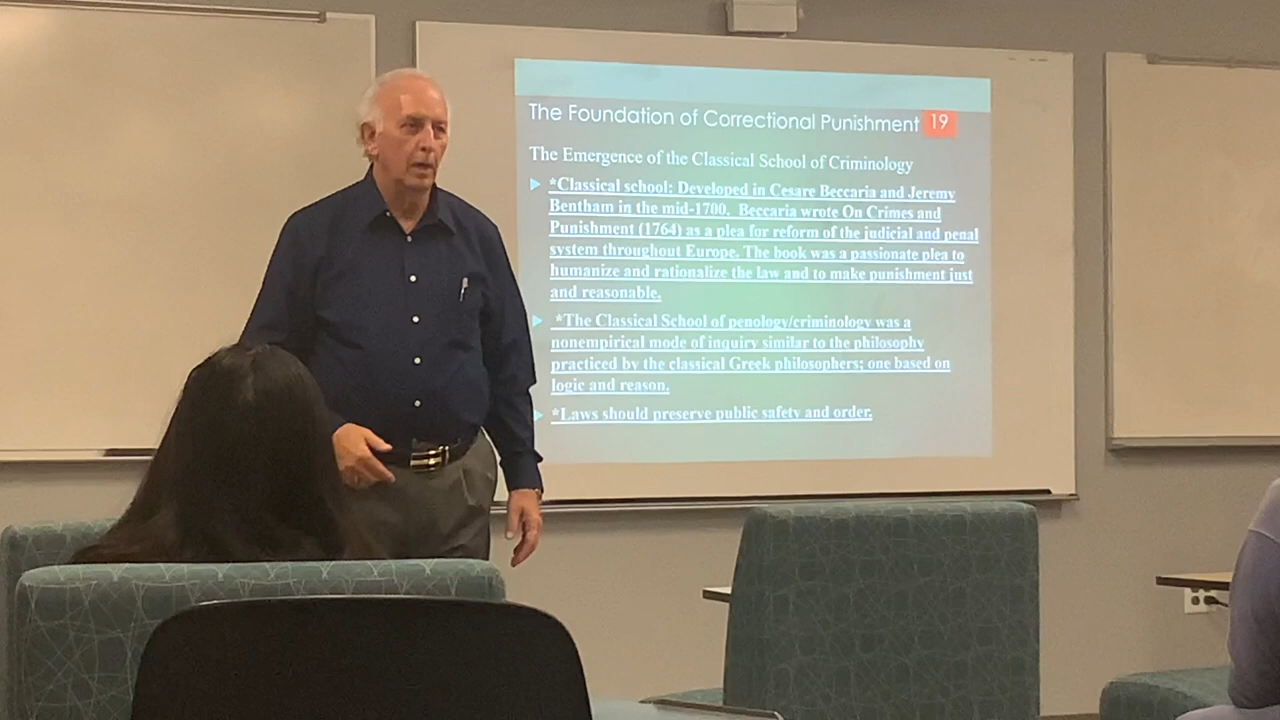 The Foundation of Correctional Punishment 19
The Emergence of the Classical School of Criminology
*Classical school: Developed in Cesare Beccaria and Jeremy
Bentham in the mid-1700. Beccaria wrote On Crimes and
Punishment (1764) as a plea for reform of the judicial and penal
system throughout Europe. The book was a passionate plea to
humanize and rationalize the law and to make punishment just
and reasonable.
*The Classical School of penology/criminology was a
nonempirical mode of inquiry similar to the philosophy
practiced by the classical Greek philosophers; one based on
logic and reason.
*Laws should preserve public safety and order.